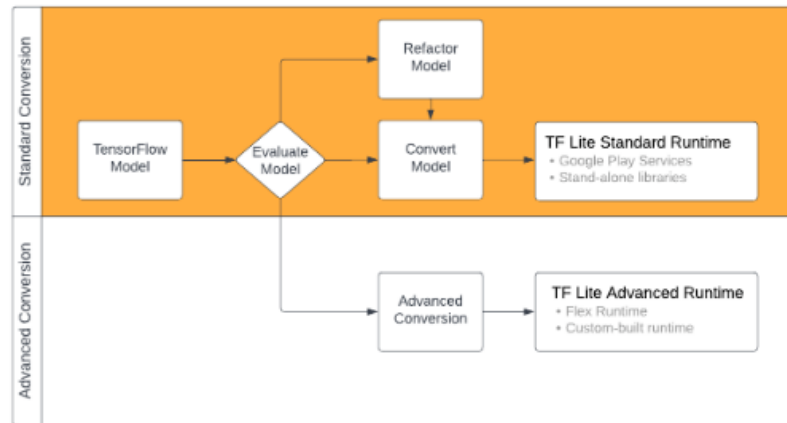 Standard Conversion
TensorFlow
Model
Evaluate
Model
Refactor
Model
Convert
Model
TF Lite Standard Runtime
• Google Play Services
• Stand-alone libraries
Advanced Conversion
Advanced
Conversion
TF Lite Advanced Runtime
• Flex Runtime
• Custom-built runtime